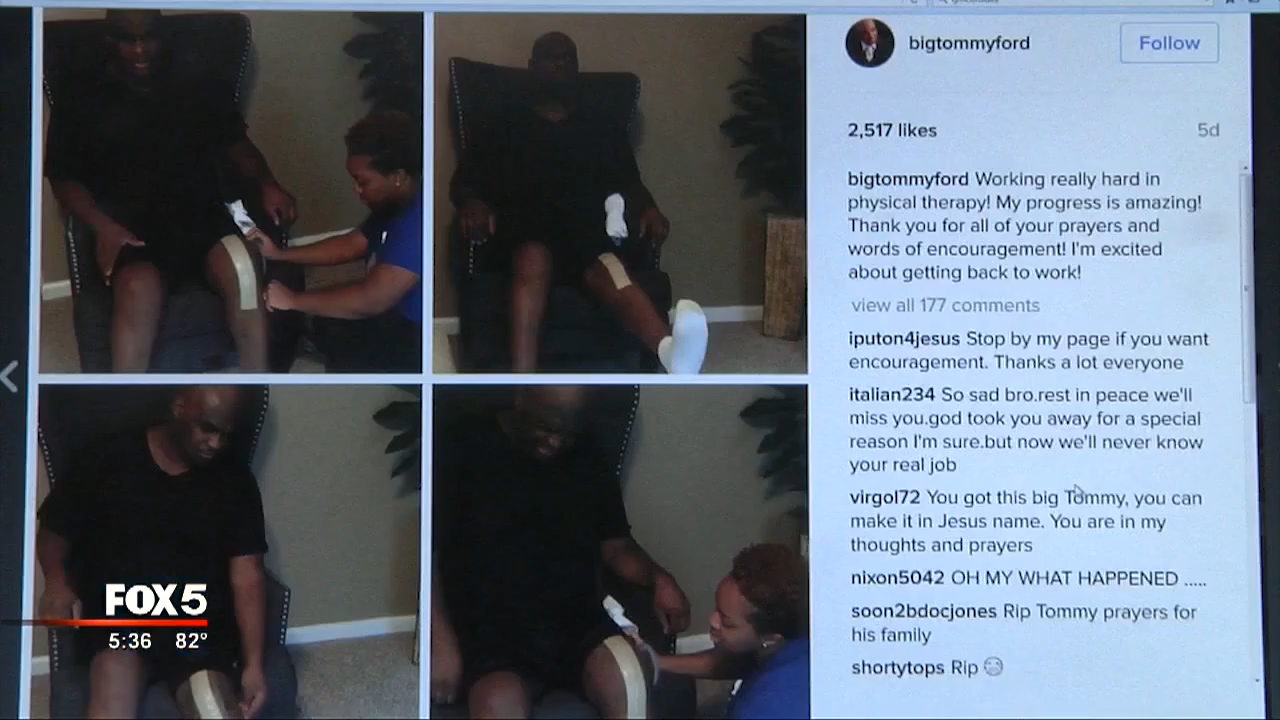 bigtommyford
Follow
2,517 likes
5d
bigtommyford Working really hard in
physical therapy! My progress is amazing!
Thank you for all of your prayers and
words of encouragement! I'm excited
about getting back to work!
view all 177 comments
iputon4jesus Stop by my page if you want
encouragement. Thanks a lot everyone
italian234 So sad bro.rest in peace we'll
miss you.god took you away for a special
reason I'm sure.but now we'll never know
your real job
virgol72 You got this big Tommy, you can
make it in Jesus name. You are in my
thoughts and prayers
nixon5042 OH MY WHAT HAPPENED .....
soon2bdocjones Rip Tommy prayers for
his family
shortytops Rip
FOX 5
5:36 82°